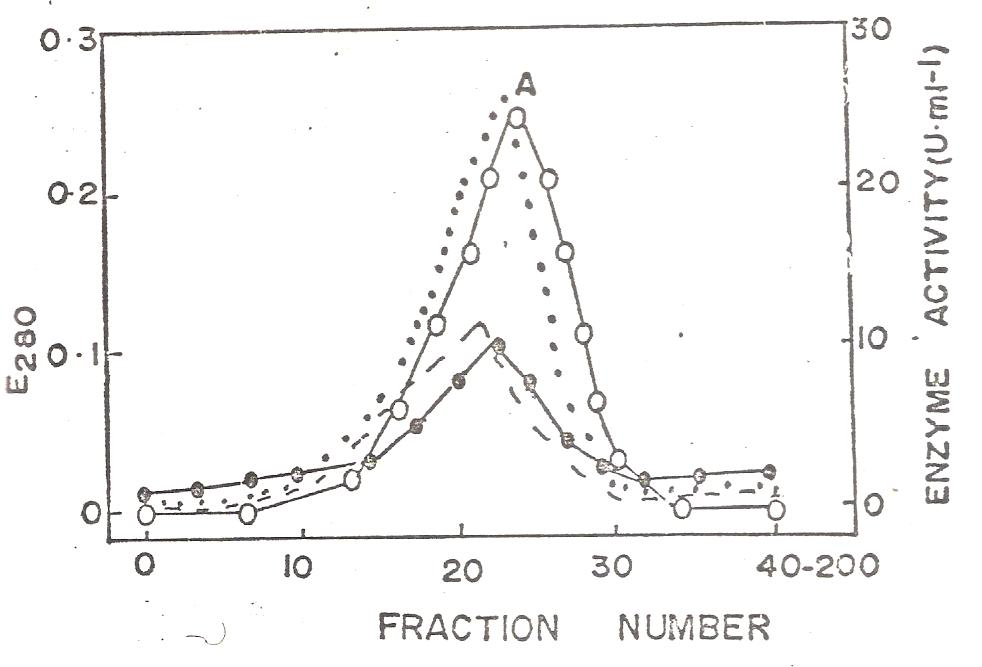 0.3
0.2
0.1
0
E280
A
30
20
10
0
ENZYME ACTIVITY (U·ml-1)
0 10 20 30 40-200
FRACTION NUMBER